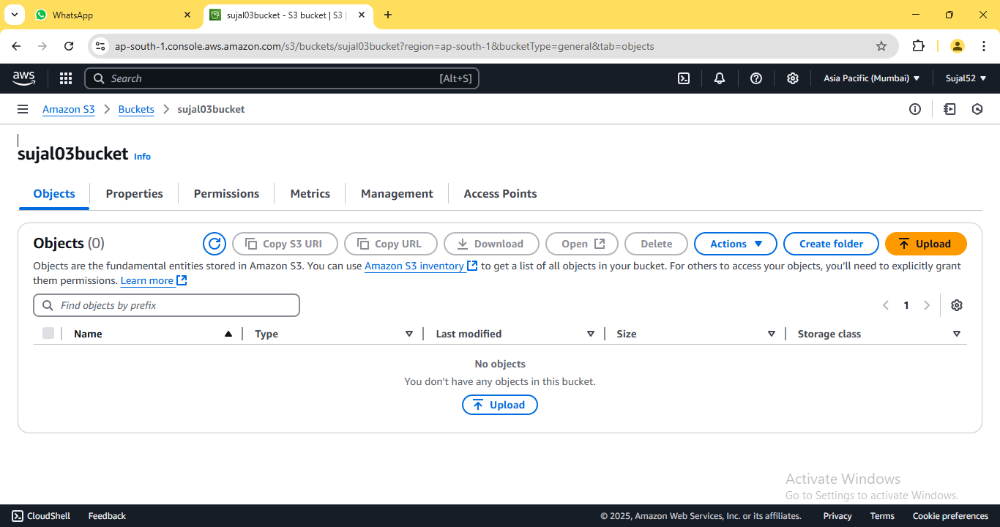 WhatsApp
sujal03bucket - S3 bucket | S3 |
ap-south-1.console.aws.amazon.com/s3/buckets/sujal03bucket?region=ap-south-1&bucketType=general&tab=objects
aws Search [Alt+S] Asia Pacific (Mumbai) Sujal52
Amazon S3 Buckets sujal03bucket
sujal03bucket Info
Objects Properties Permissions Metrics Management Access Points
Objects (0) Copy S3 URI Copy URL Download Open Delete Actions Create folder Upload
Objects are the fundamental entities stored in Amazon S3. You can use Amazon S3 inventory to get a list of all objects in your bucket. For others to access your objects, you’ll need to explicitly grant
them permissions. Learn more
Find objects by prefix 1
Name Type Last modified Size Storage class
No objects
You don't have any objects in this bucket.
Upload
Activate Windows
Go to Settings to activate Windows.
CloudShell Feedback © 2025, Amazon Web Services, Inc. or its affiliates. Privacy Terms Cookie preferences